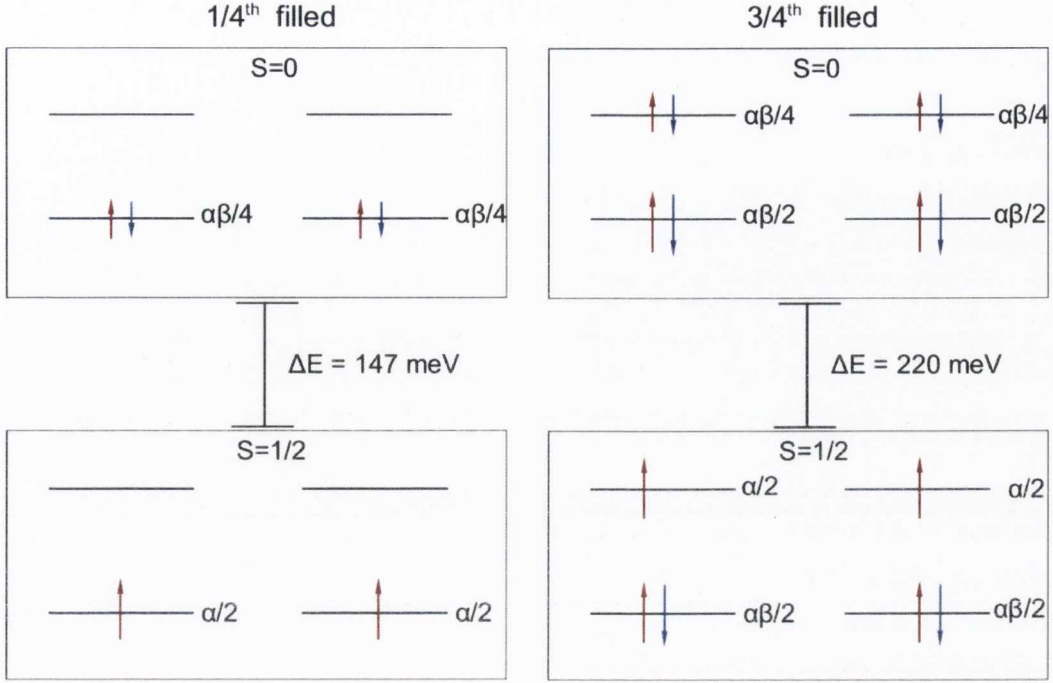 1/4th filled
3/4th filled
S=0
αβ/4
αβ/4
S=0
αβ/4
αβ/4
αβ/2
αβ/2
ΔE = 147 meV
ΔE = 220 meV
S=1/2
α/2
α/2
S=1/2
α/2
α/2
αβ/2
αβ/2